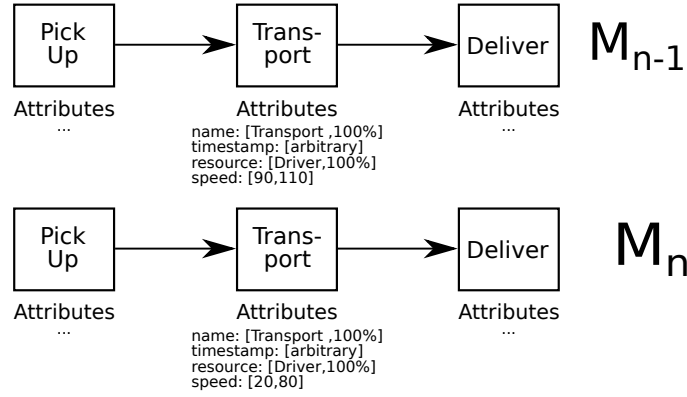 Pick Up
Trans-
port
Deliver
M n-1
Attributes
...
Attributes
name: [Transport ,100%]
timestamp: [arbitrary]
resource: [Driver,100%]
speed: [90,110]
Attributes
...
Pick Up
Trans-
port
Deliver
M n
Attributes
...
Attributes
name: [Transport ,100%]
timestamp: [arbitrary]
resource: [Driver,100%]
speed: [20,80]
Attributes
...